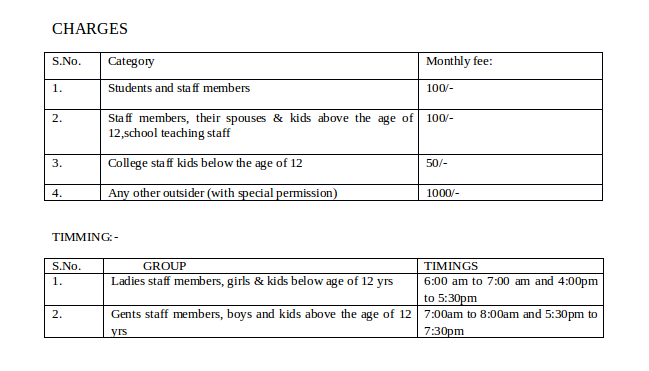 CHARGES
S.No. Category Monthly fee:
1. Students and staff members 100/-
2. Staff members, their spouses & kids above the age of 100/-
12,school teaching staff
3. College staff kids below the age of 12 50/-
4. Any other outsider (with special permission) 1000/-
TIMMING:-
S.No. GROUP TIMINGS
1. Ladies staff members, girls & kids below age of 12 yrs 6:00 am to 7:00 am and 4:00pm
to 5:30pm
2. Gents staff members, boys and kids above the age of 12 7:00am to 8:00am and 5:30pm to
yrs 7:30pm